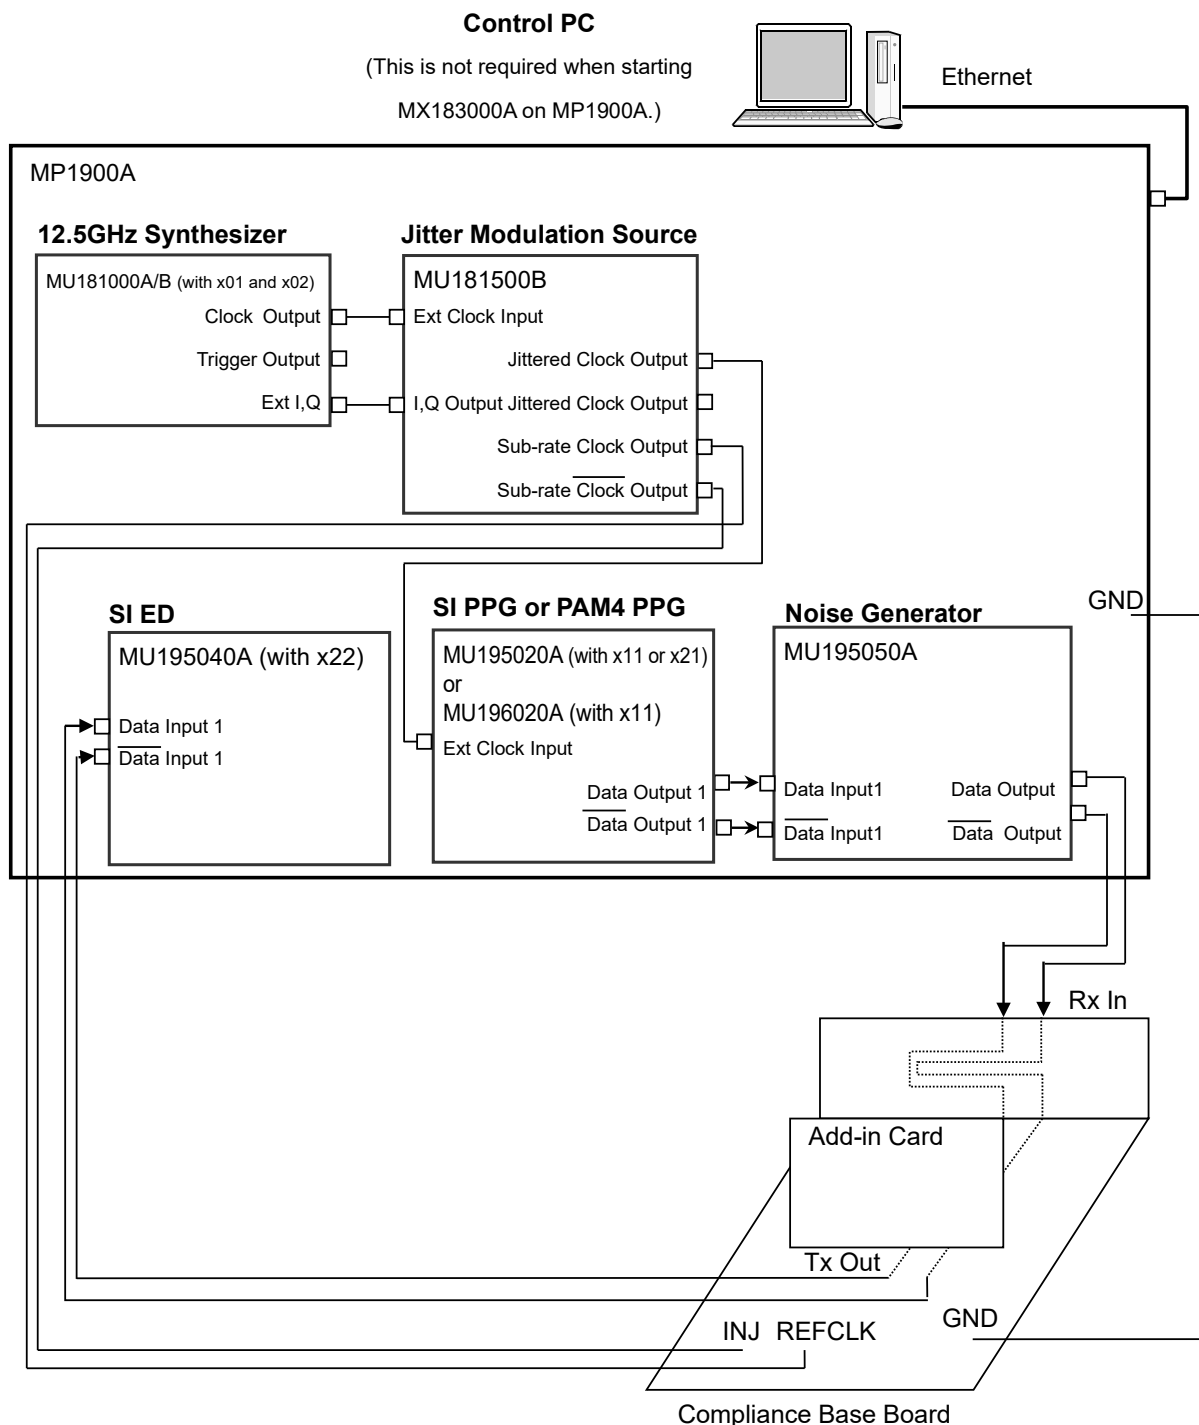 Control PC
(This is not required when starting
MX183000A on MP1900A.)
Ethernet
MP1900A
12.5GHz Synthesizer
MU181000A/B (with x01 and x02)
Clock Output
Trigger Output
Ext I,Q
Jitter Modulation Source
MU181500B
Ext Clock Input
Jittered Clock Output
I,Q Output Jittered Clock Output
Sub-rate Clock Output
Sub-rate Clock Output
GND
SI ED
MU195040A (with x22)
Data Input 1
Data Input 1
SI PPG or PAM4 PPG
MU195020A (with x11 or x21)
or
MU196020A (with x11)
Ext Clock Input
Data Output 1
Data Output 1
Noise Generator
MU195050A
Data Input1
Data Output
Data Input1
Data Output
Rx In
Add-in Card
Tx Out
INJ REFCLK
GND
Compliance Base Board